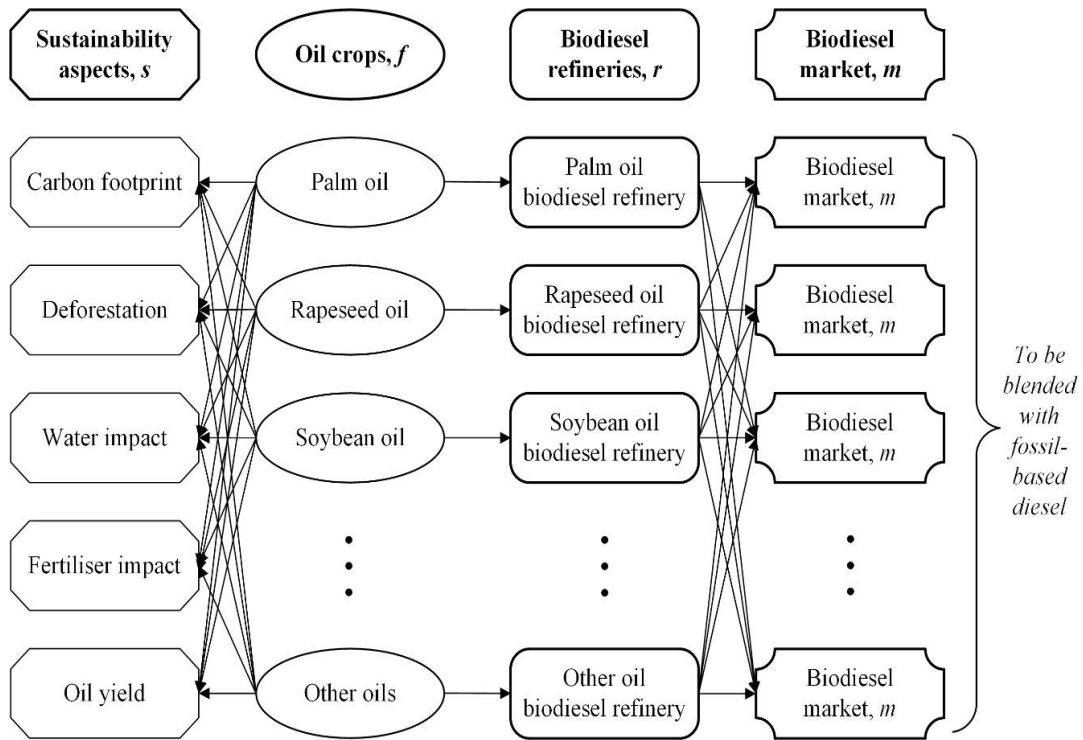 Sustainability
aspects, s
Oil crops, f
Biodiesel
refineries, r
Biodiesel
market, m
Carbon footprint
Palm oil
Palm oil
biodiesel refinery
Biodiesel
market, m
Deforestation
Rapeseed oil
Rapeseed oil
biodiesel refinery
Biodiesel
market, m
Water impact
Soybean oil
Soybean oil
biodiesel refinery
Biodiesel
market, m
Fertiliser impact
Oil yield
Other oils
Other oil
biodiesel refinery
Biodiesel
market, m
To be
blended
with
fossil-
based
diesel